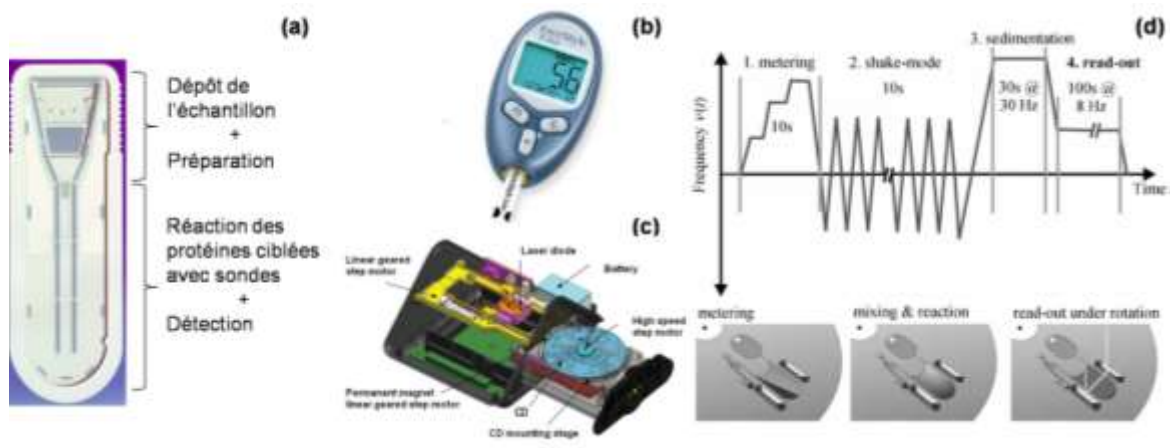 (a)
Dépôt de
l'échantillon
+
Préparation
Réaction des
protéines ciblées
avec sondes
+
Détection
(b)
56
(c)
Laser diode
Linear geared
step motor
Battery
High speed
step motor
Permanent magnet
linear geared step motor
CD
CD mounting stage
(d)
Frequency ν(t)
1. metering
10s
2. shake-mode
10s
3. sedimentation
30s @
30 Hz
4. read-out
100s @
8 Hz
Time
metering
mixing & reaction
read-out under rotation